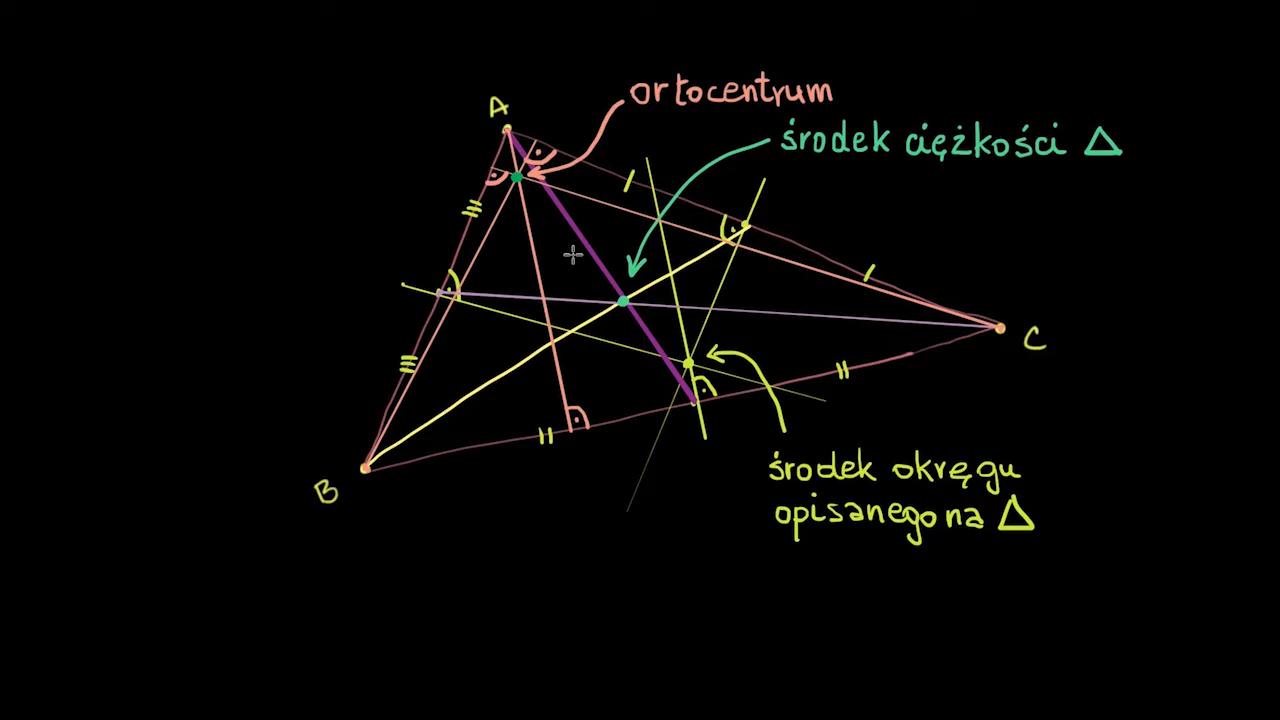 ortocentrum
A
środek ciężkości Δ
C
środek okręgu
B
opisanego na Δ